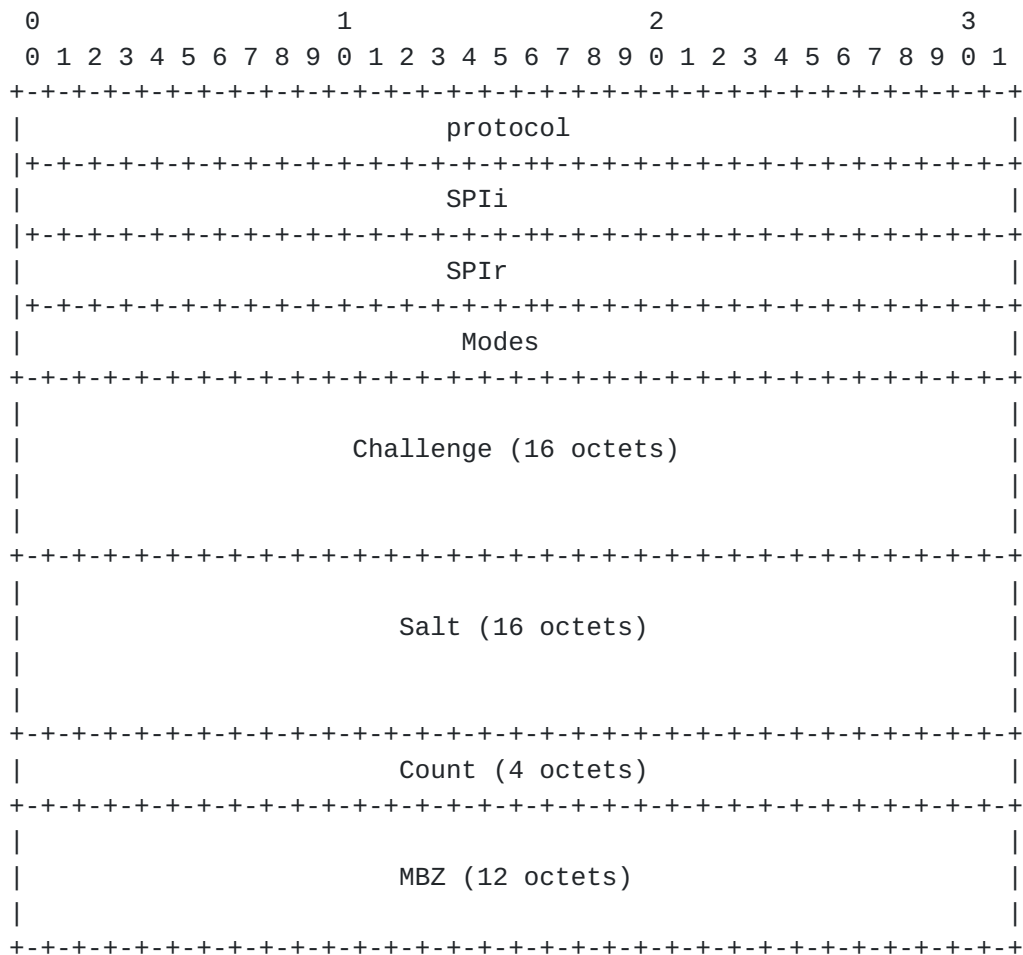 0                   1                   2                   3
 0 1 2 3 4 5 6 7 8 9 0 1 2 3 4 5 6 7 8 9 0 1 2 3 4 5 6 7 8 9 0 1
+-+-+-+-+-+-+-+-+-+-+-+-+-+-+-+-+-+-+-+-+-+-+-+-+-+-+-+-+-+-+-+-+
|                           protocol                            |
|+-+-+-+-+-+-+-+-+-+-+-+-+-+-+-+-++-+-+-+-+-+-+-+-+-+-+-+-+-+-+-+
|                           SPIi                                |
|+-+-+-+-+-+-+-+-+-+-+-+-+-+-+-+-++-+-+-+-+-+-+-+-+-+-+-+-+-+-+-+
|                           SPIr                                |
|+-+-+-+-+-+-+-+-+-+-+-+-+-+-+-+-++-+-+-+-+-+-+-+-+-+-+-+-+-+-+-+
|                            Modes                              |
+-+-+-+-+-+-+-+-+-+-+-+-+-+-+-+-+-+-+-+-+-+-+-+-+-+-+-+-+-+-+-+-+
|                                                               |
|                     Challenge (16 octets)                     |
|                                                               |
|                                                               |
+-+-+-+-+-+-+-+-+-+-+-+-+-+-+-+-+-+-+-+-+-+-+-+-+-+-+-+-+-+-+-+-+
|                                                               |
|                        Salt (16 octets)                       |
|                                                               |
|                                                               |
+-+-+-+-+-+-+-+-+-+-+-+-+-+-+-+-+-+-+-+-+-+-+-+-+-+-+-+-+-+-+-+-+
|                        Count (4 octets)                       |
+-+-+-+-+-+-+-+-+-+-+-+-+-+-+-+-+-+-+-+-+-+-+-+-+-+-+-+-+-+-+-+-+
|                                                               |
|                        MBZ (12 octets)                        |
|                                                               |
+-+-+-+-+-+-+-+-+-+-+-+-+-+-+-+-+-+-+-+-+-+-+-+-+-+-+-+-+-+-+-+-+